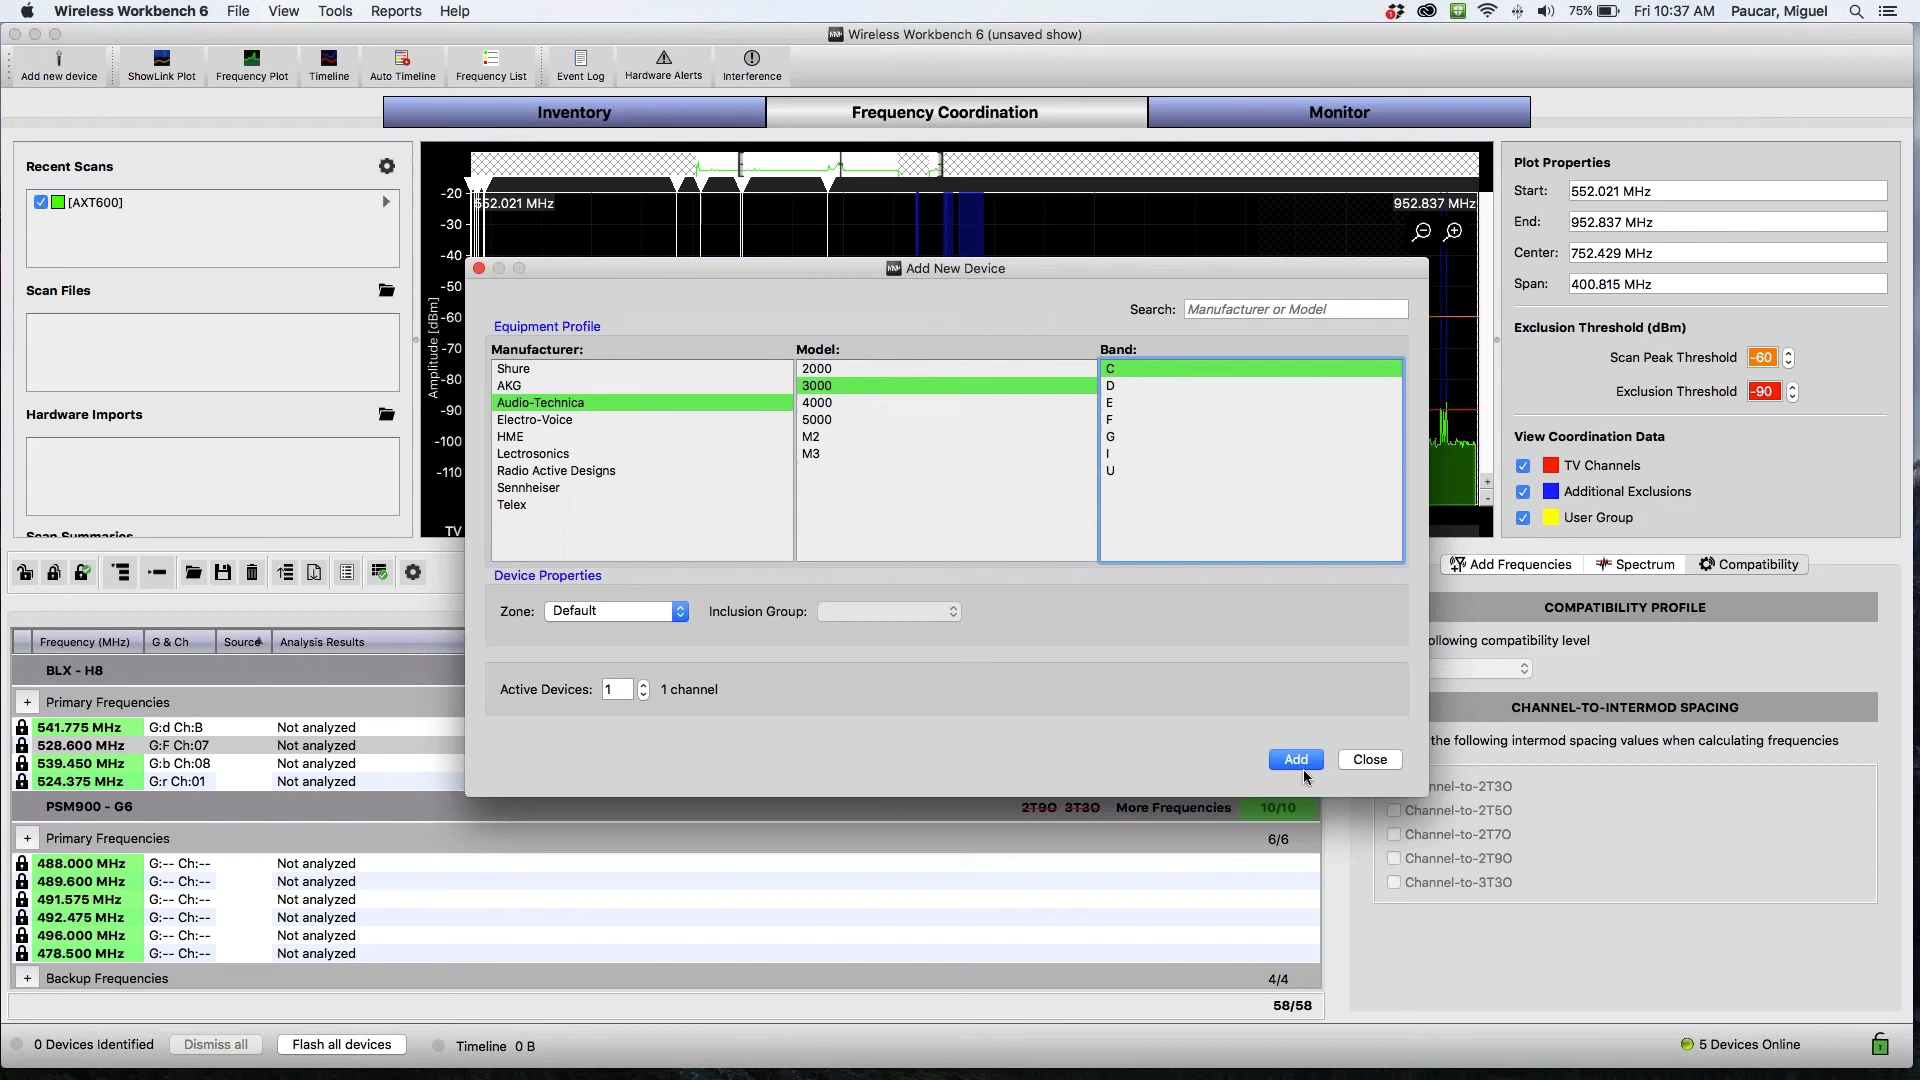 Wireless Workbench 6 File View Tools Reports Help
75% Fri 10:37 AM Paucar, Miguel
Wireless Workbench 6 (unsaved show)
Add new device ShowLink Plot Frequency Plot Timeline Auto Timeline Frequency List Event Log Hardware Alerts Interference
Inventory Frequency Coordination Monitor
Recent Scans
[AXT600]
Scan Files
Hardware Imports
Scan Summaries
Amplitude [dBm]
-20
-30
-40
-50
-60
-70
-80
-90
-100
-110
TV
552.021 MHz 952.837 MHz
Plot Properties
Start: 552.021 MHz
End: 952.837 MHz
Center: 752.429 MHz
Span: 400.815 MHz
Exclusion Threshold (dBm)
Scan Peak Threshold -60
Exclusion Threshold -90
View Coordination Data
TV Channels
Additional Exclusions
User Group
Add New Device
Search: Manufacturer or Model
Equipment Profile
Manufacturer: Model: Band:
Shure 2000 C
AKG 3000 D
Audio-Technica 4000 E
Electro-Voice 5000 F
HME M2 G
Lectrosonics M3 I
Radio Active Designs U
Sennheiser
Telex
Device Properties
Zone: Default Inclusion Group:
Active Devices: 1 1 channel
Add Close
Add Frequencies Spectrum Compatibility
COMPATIBILITY PROFILE
ollowing compatibility level
CHANNEL-TO-INTERMOD SPACING
the following intermod spacing values when calculating frequencies
nnel-to-2T3O
Channel-to-2T5O
Channel-to-2T7O
Channel-to-2T9O
Channel-to-3T3O
Frequency (MHz) G & Ch Source Analysis Results
BLX - H8
+ Primary Frequencies
541.775 MHz G:d Ch:B Not analyzed
528.600 MHz G:F Ch:07 Not analyzed
539.450 MHz G:b Ch:08 Not analyzed
524.375 MHz G:r Ch:01 Not analyzed
PSM900 - G6 2T9O 3T3O More Frequencies 10/10
+ Primary Frequencies 6/6
488.000 MHz G:-- Ch:-- Not analyzed
489.600 MHz G:-- Ch:-- Not analyzed
491.575 MHz G:-- Ch:-- Not analyzed
492.475 MHz G:-- Ch:-- Not analyzed
496.000 MHz G:-- Ch:-- Not analyzed
478.500 MHz G:-- Ch:-- Not analyzed
+ Backup Frequencies 4/4
58/58
0 Devices Identified Dismiss all Flash all devices Timeline 0 B 5 Devices Online